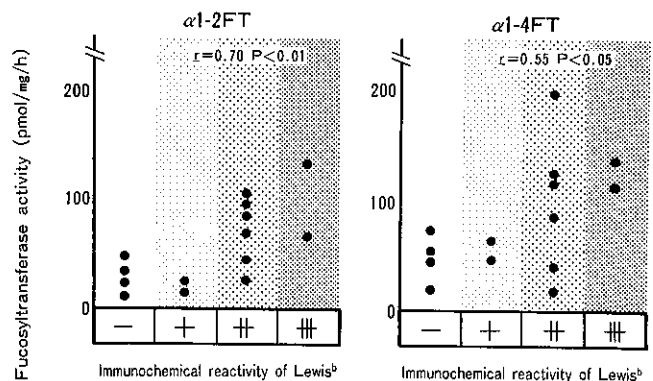 α1-2FT
α1-4FT
Fucosyltransferase activity (pmol/mg/h)
r=0.70 P<0.01
r=0.55 P<0.05
200
100
0
200
100
0
− + ++ +++
− + ++ +++
Immunochemical reactivity of Lewisᵇ
Immunochemical reactivity of Lewisᵇ